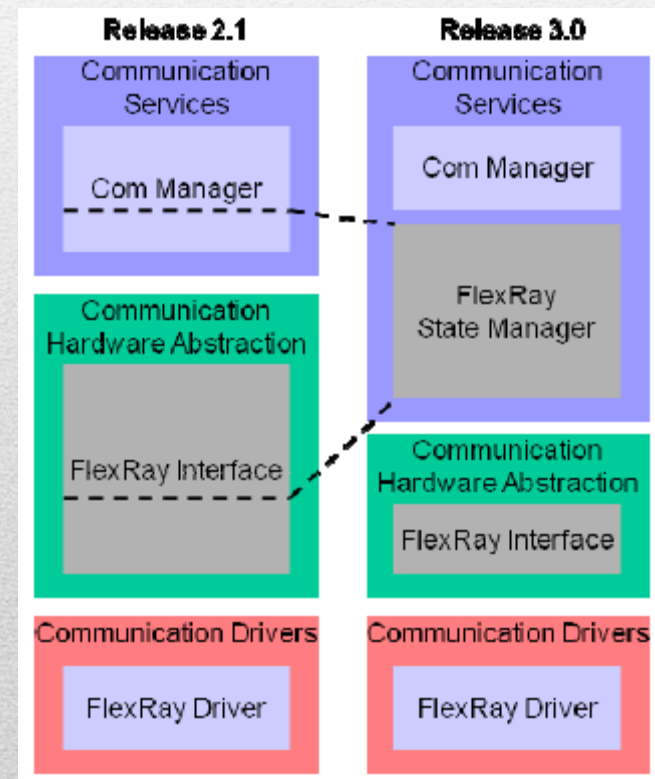 Release 2.1
Communication
Services
Com Manager
Communication
Hardware Abstraction
FlexRay Interface
Communication Drivers
FlexRay Driver
Release 3.0
Communication
Services
Com Manager
FlexRay
State Manager
Communication
Hardware Abstraction
FlexRay Interface
Communication Drivers
FlexRay Driver